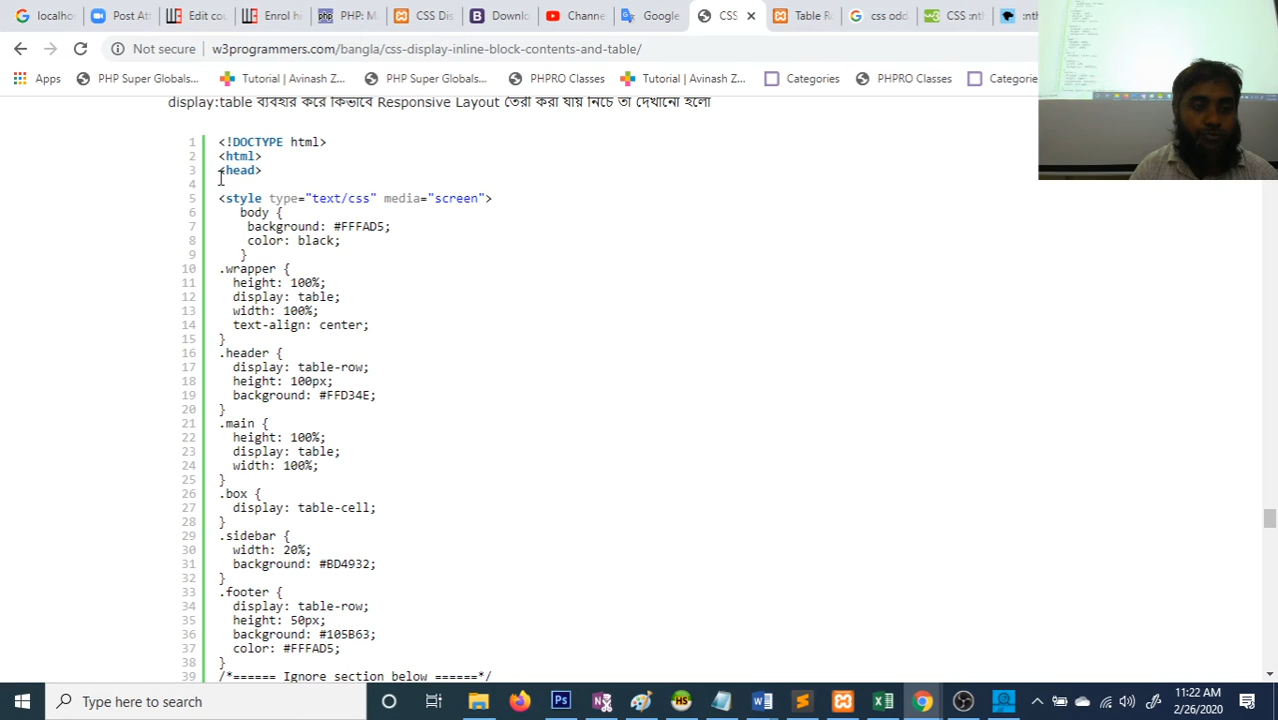 localho
Post Att
Edit cou
Enrol hi
PHP: M
CSS Di
Downlo
Channe
Google
CSS
Table Re
css odd
CSS :nth
:nth
Not secure
w3programmers.com/bangla-css-display-inline-block-contents-and-table/
Apps
PHP Super Globals...
Tutorial | Avinash Z...
PHP Super Globals...
PHPRO Classes
Tutorial | Avinash Z...
Categories
PHPRO Classes
Categorie
display:table ব্যবহার করে কিভাবে Responsive Layout তৈরী করা যায় নিচে তা দেখানো হলো
1 <!DOCTYPE html>
2 <html>
3 <head>
4
5 <style type="text/css" media="screen">
6 body {
7 background: #FFFAD5;
8 color: black;
9 }
10 .wrapper {
11 height: 100%;
12 display: table;
13 width: 100%;
14 text-align: center;
15 }
16 .header {
17 display: table-row;
18 height: 100px;
19 background: #FFD34E;
20 }
21 .main {
22 height: 100%;
23 display: table;
24 width: 100%;
25 }
26 .box {
27 display: table-cell;
28 }
29 .sidebar {
30 width: 20%;
31 background: #BD4932;
32 }
33 .footer {
34 display: table-row;
35 height: 50px;
36 background: #105B63;
37 color: #FFFAD5;
38 }
39 /*====== Ignore section below ======*/
Type here to search
11:22 AM
2/26/2020